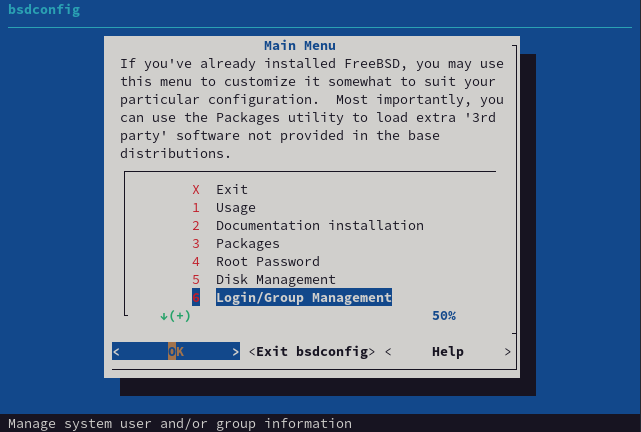 bsdconfig
Main Menu
If you've already installed FreeBSD, you may use
this menu to customize it somewhat to suit your
particular configuration.  Most importantly, you
can use the Packages utility to load extra '3rd
party' software not provided in the base
distributions.
X Exit
1 Usage
2 Documentation installation
3 Packages
4 Root Password
5 Disk Management
6 Login/Group Management
↓(+) 50%
< OK > <Exit bsdconfig> < Help >
Manage system user and/or group information